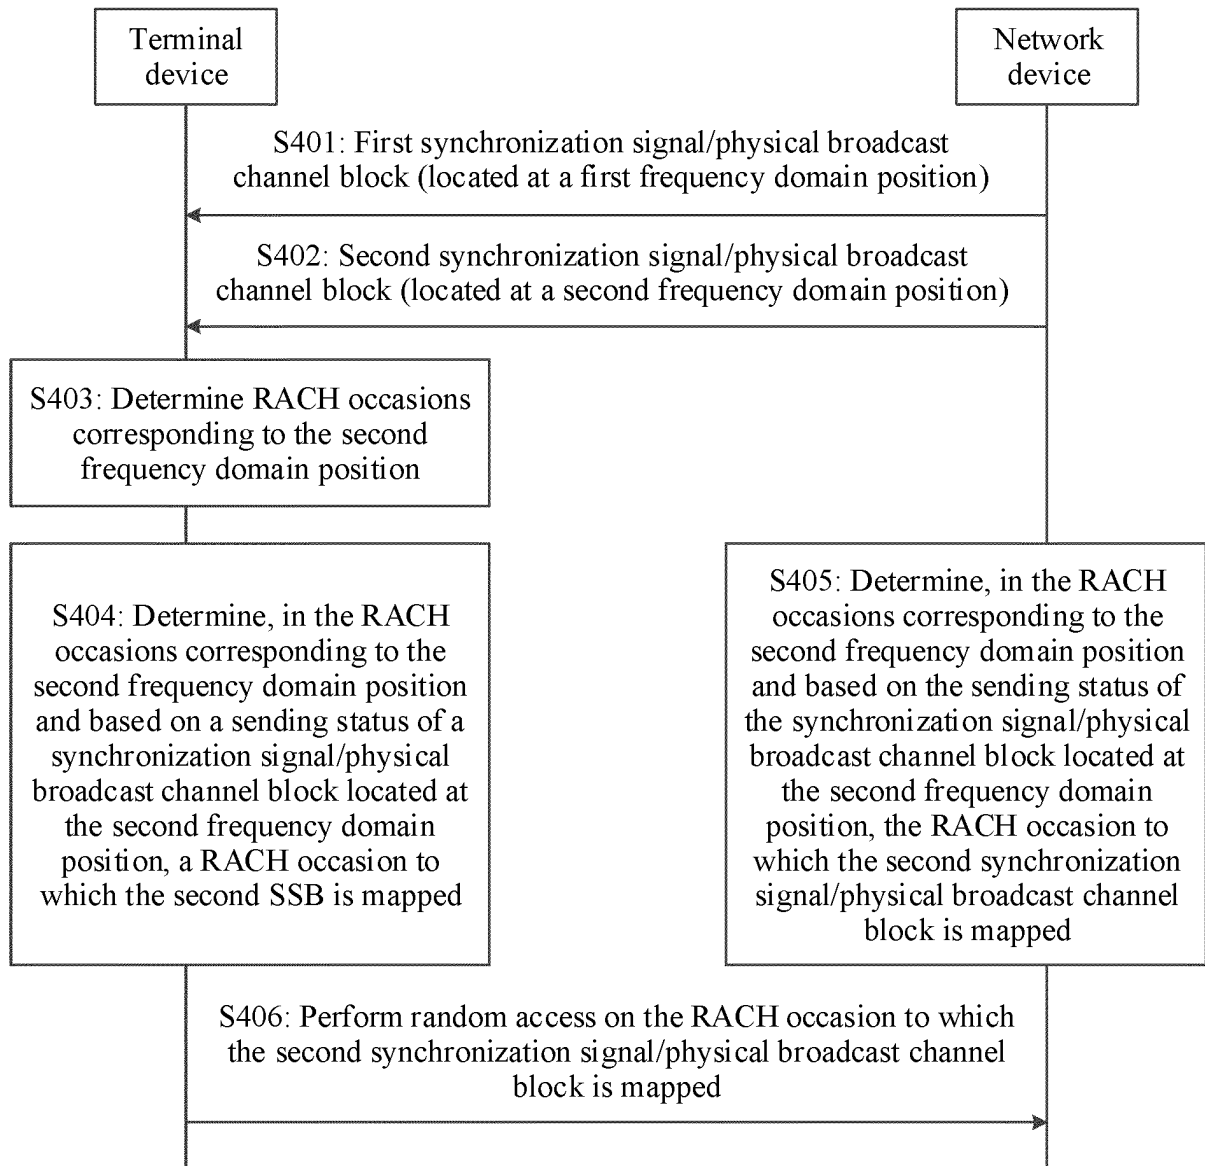 Terminal
device
Network
device
S401: First synchronization signal/physical broadcast
channel block (located at a first frequency domain position)
S402: Second synchronization signal/physical broadcast
channel block (located at a second frequency domain position)
S403: Determine RACH occasions
corresponding to the second
frequency domain position
S404: Determine, in the RACH
occasions corresponding to the
second frequency domain position
and based on a sending status of a
synchronization signal/physical
broadcast channel block located at
the second frequency domain
position, a RACH occasion to
which the second SSB is mapped
S405: Determine, in the RACH
occasions corresponding to the
second frequency domain position
and based on the sending status of
the synchronization signal/physical
broadcast channel block located at
the second frequency domain
position, the RACH occasion to
which the second synchronization
signal/physical broadcast channel
block is mapped
S406: Perform random access on the RACH occasion to which
the second synchronization signal/physical broadcast channel
block is mapped